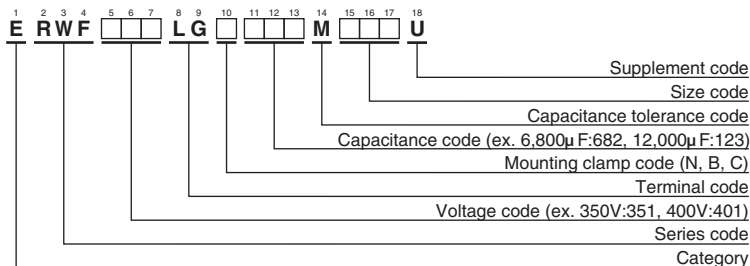 1 2 3 4 5 6 7 8 9 10 11 12 13 14 15 16 17 18
E R W F □□□ L G □ □□□ M □□□ U
Supplement code
Size code
Capacitance tolerance code
Capacitance code (ex. 6,800μF:682, 12,000μF:123)
Mounting clamp code (N, B, C)
Terminal code
Voltage code (ex. 350V:351, 400V:401)
Series code
Category